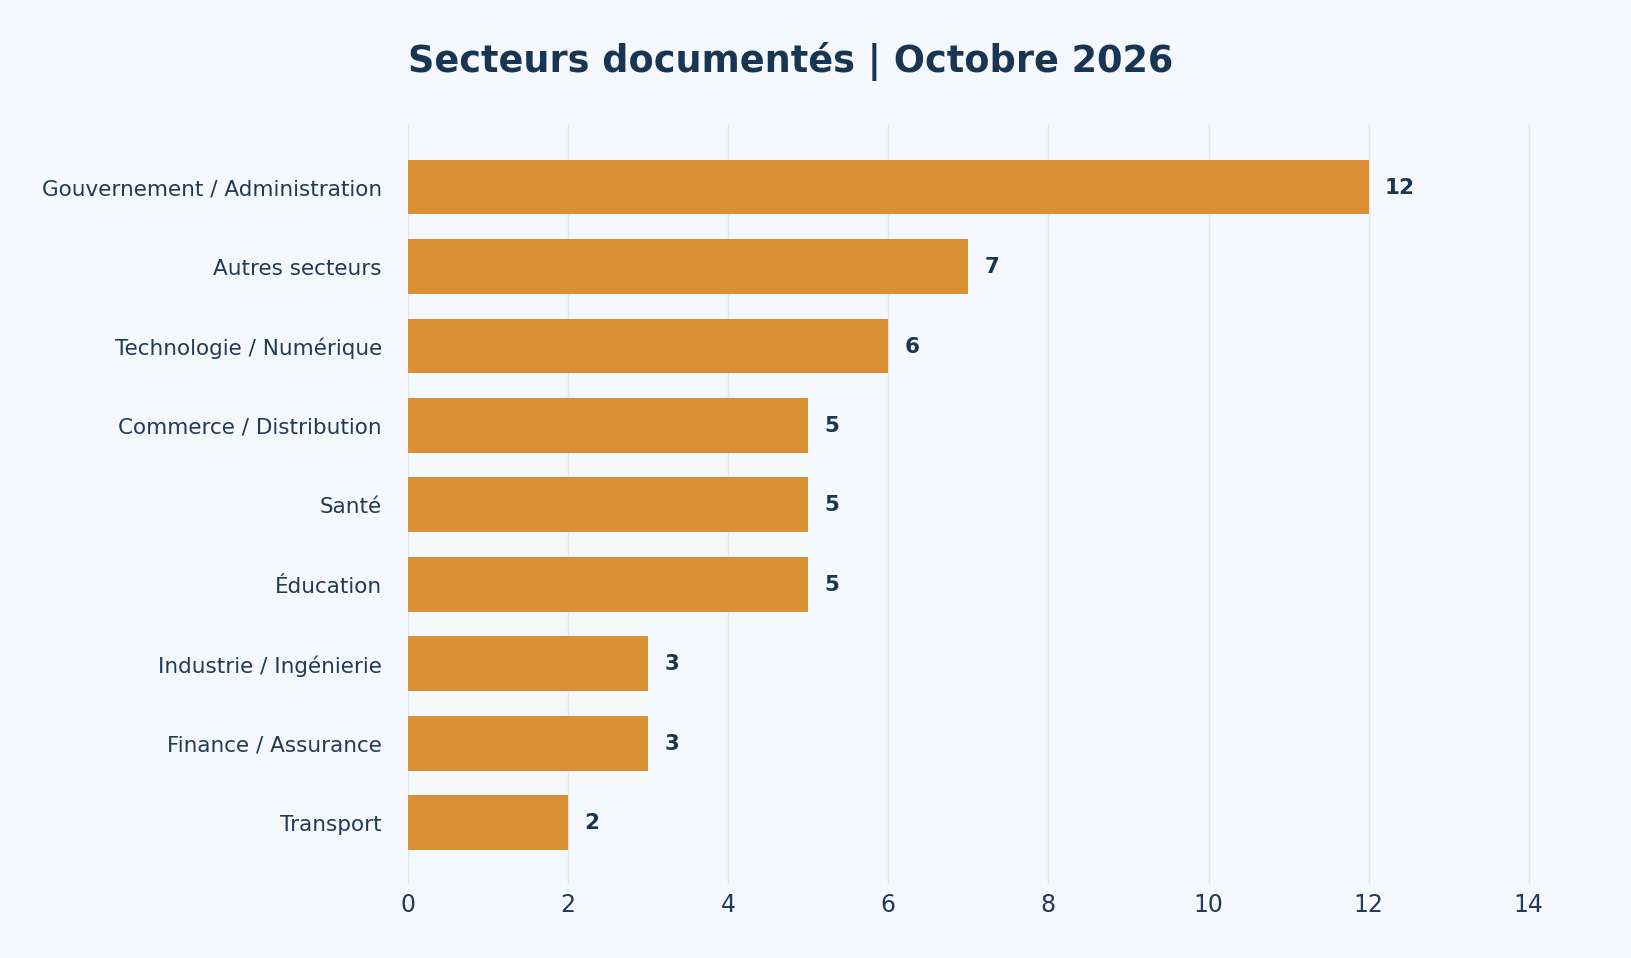 Secteurs documentés | Octobre 2026
Gouvernement / Administration 12
Autres secteurs 7
Technologie / Numérique 6
Commerce / Distribution 5
Santé 5
Éducation 5
Industrie / Ingénierie 3
Finance / Assurance 3
Transport 2
0 2 4 6 8 10 12 14